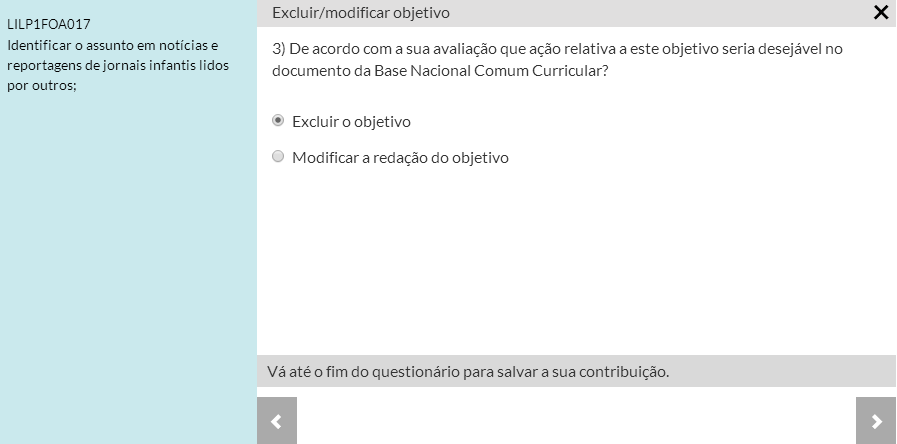 LILP1FOA017
Identificar o assunto em notícias e
reportagens de jornais infantis lidos
por outros;
Excluir/modificar objetivo
3) De acordo com a sua avaliação que ação relativa a este objetivo seria desejável no
documento da Base Nacional Comum Curricular?
Excluir o objetivo
Modificar a redação do objetivo
Vá até o fim do questionário para salvar a sua contribuição.